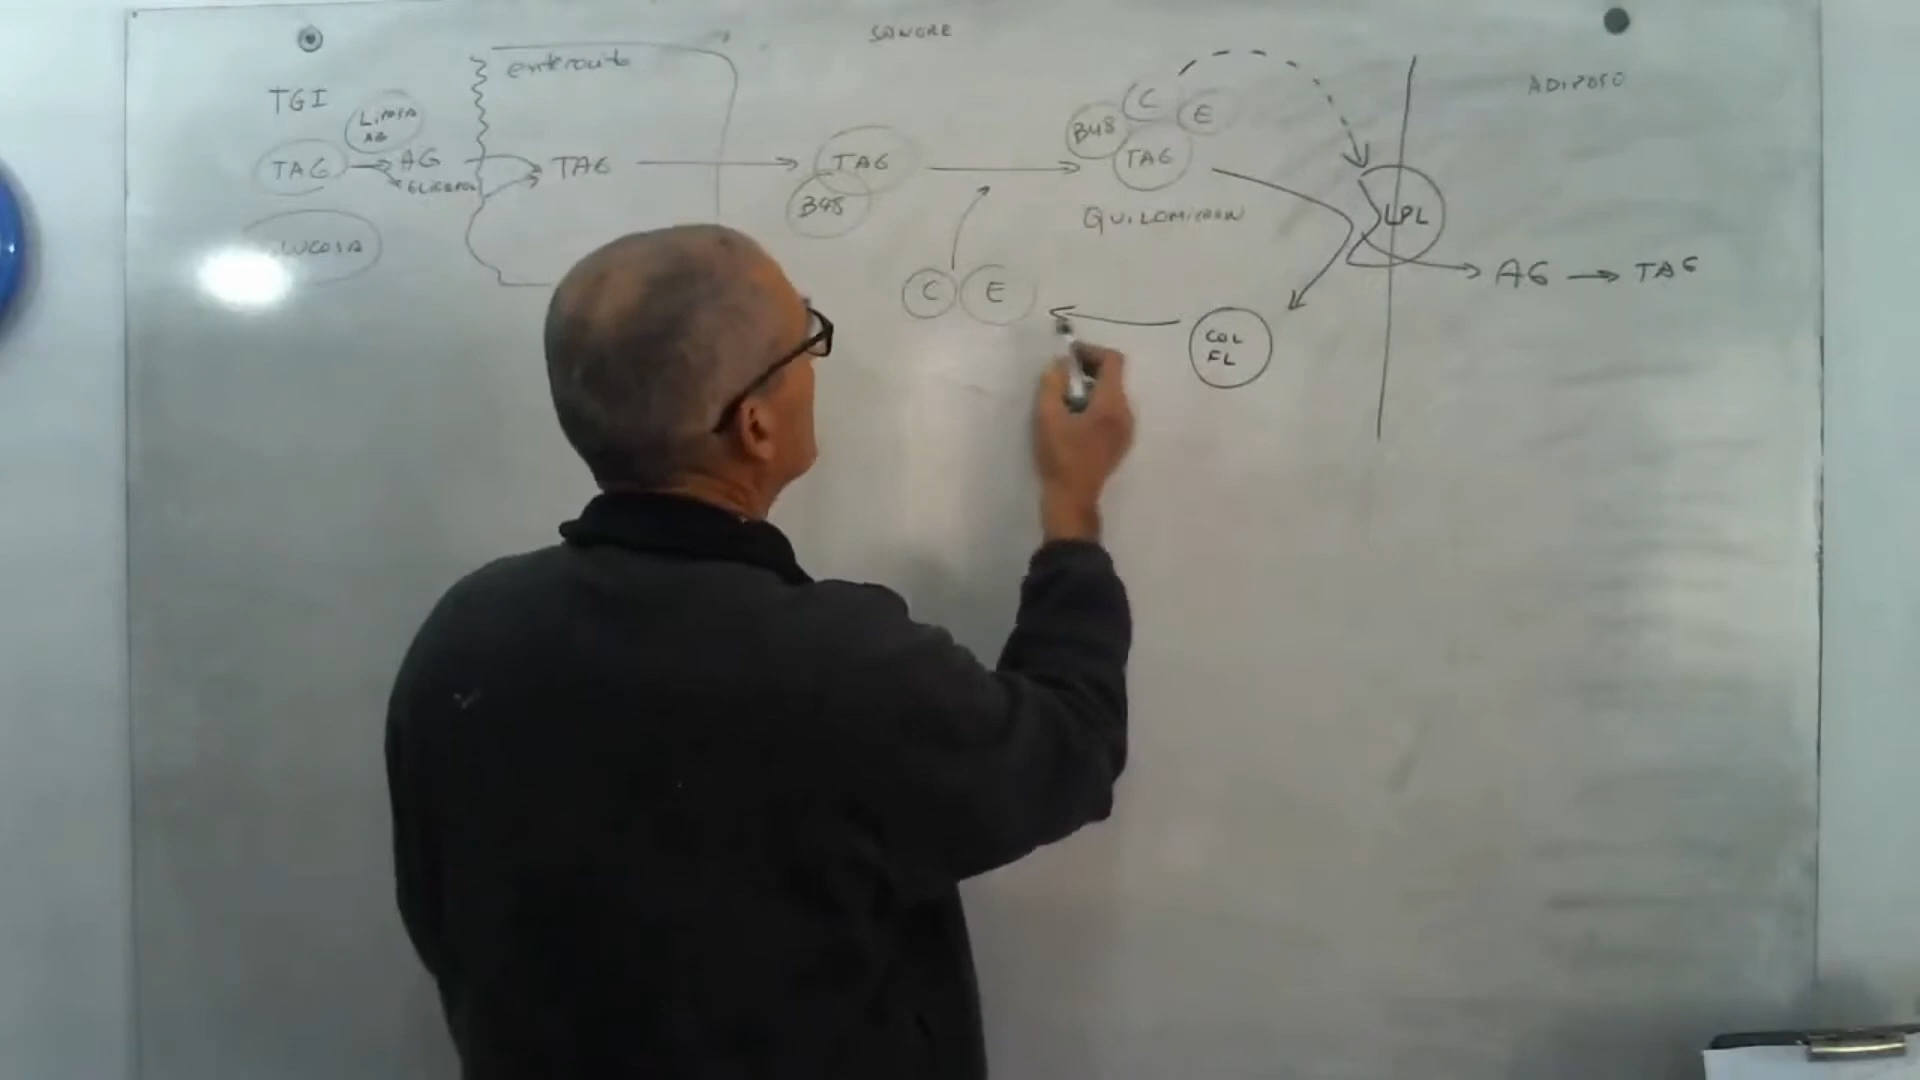 SANGRE
enterocito
ADIPOSO
TGI
LIPASA
AG
TAG
AG
GLICEROL
TAG
TAG
B48
B48
C
E
TAG
LPL
QUILOMICRON
GLUCOSA
C
E
COL
FL
AG
TAG